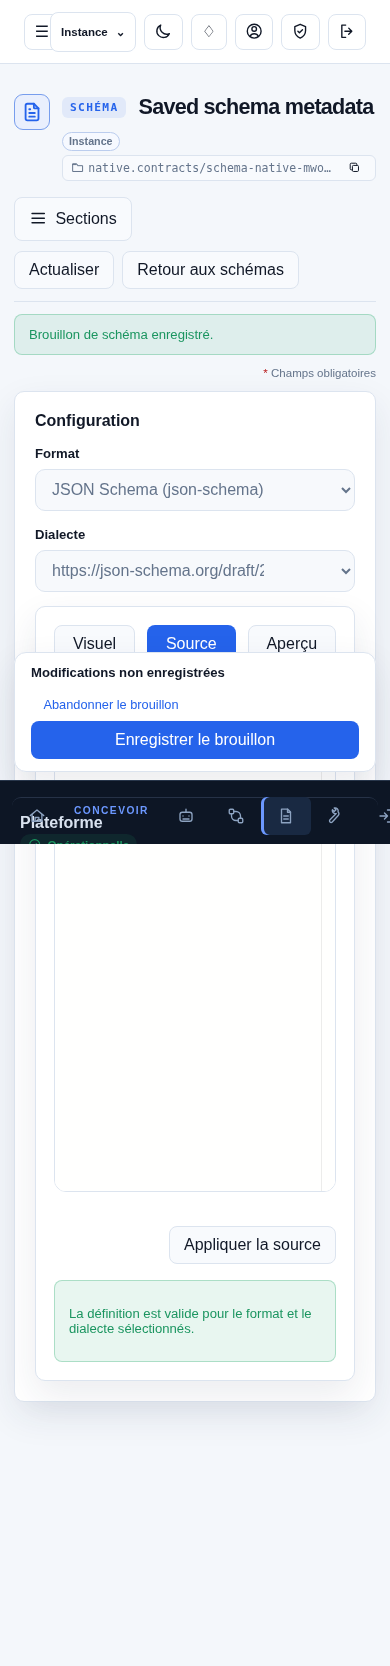 Instance
SCHÉMA
Saved schema metadata
Instance
native.contracts/schema-native-mwo…
Sections
Actualiser
Retour aux schémas
Brouillon de schéma enregistré.
* Champs obligatoires
Configuration
Format
JSON Schema (json-schema)
Dialecte
https://json-schema.org/draft/2
Visuel
Source
Aperçu
Modifications non enregistrées
Abandonner le brouillon
Enregistrer le brouillon
CONCEVOIR
Plateforme
Opérationnelle
Appliquer la source
La définition est valide pour le format et le
dialecte sélectionnés.